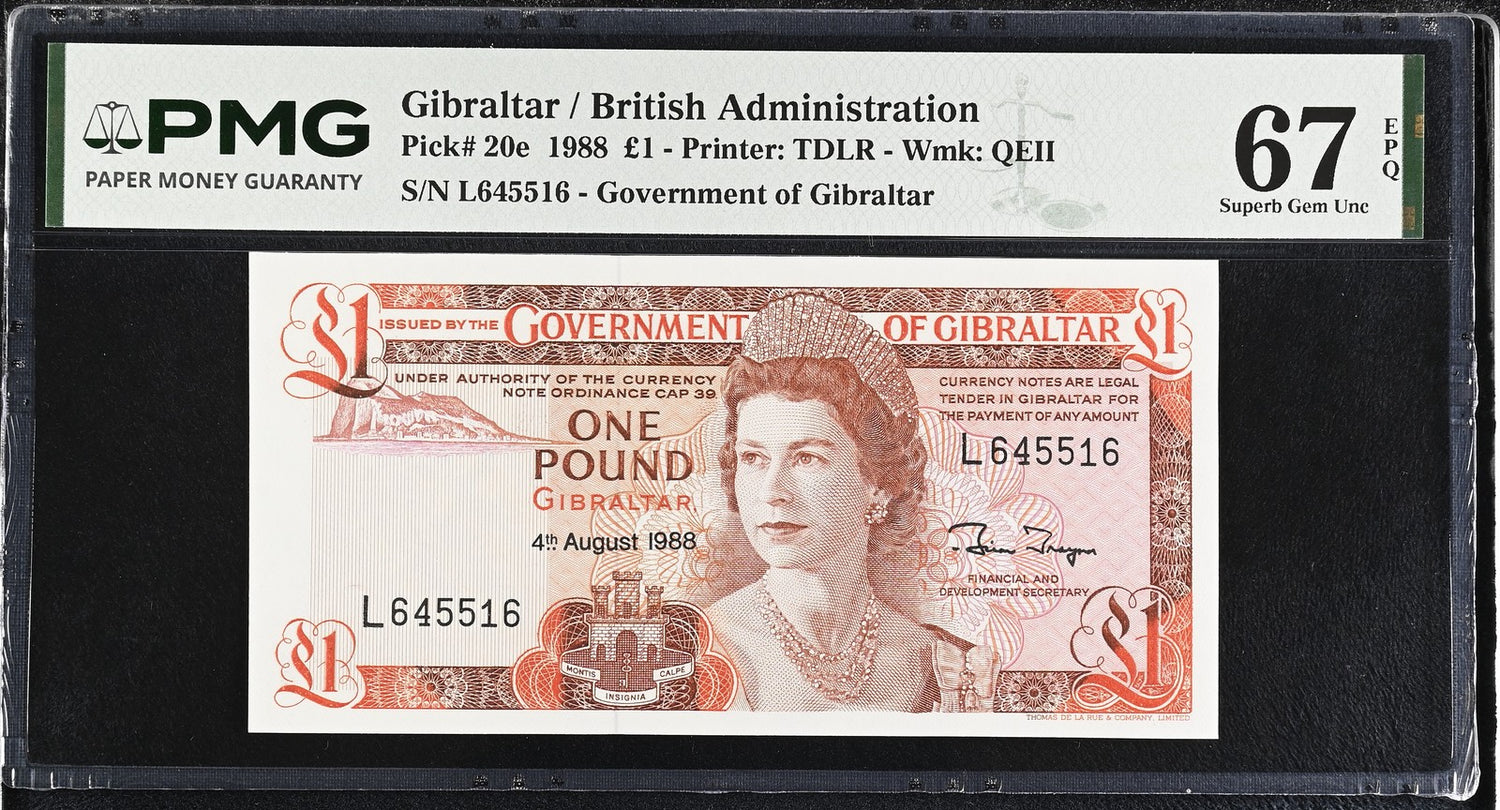 PMG
PAPER MONEY GUARANTY
Gibraltar / British Administration
Pick# 20e 1988 £1 - Printer: TDLR - Wmk: QEII
S/N L645516 - Government of Gibraltar
67
EPQ
Superb Gem Unc
£1 ISSUED BY THE GOVERNMENT OF GIBRALTAR £1
UNDER AUTHORITY OF THE CURRENCY
NOTE ORDINANCE CAP 39.
ONE
POUND
GIBRALTAR.
4th August 1988
CURRENCY NOTES ARE LEGAL
TENDER IN GIBRALTAR FOR
THE PAYMENT OF ANY AMOUNT
L645516
FINANCIAL AND
DEVELOPMENT SECRETARY
L645516
£1
MONTIS CALPE
INSIGNIA
£1
THOMAS DE LA RUE & COMPANY, LIMITED